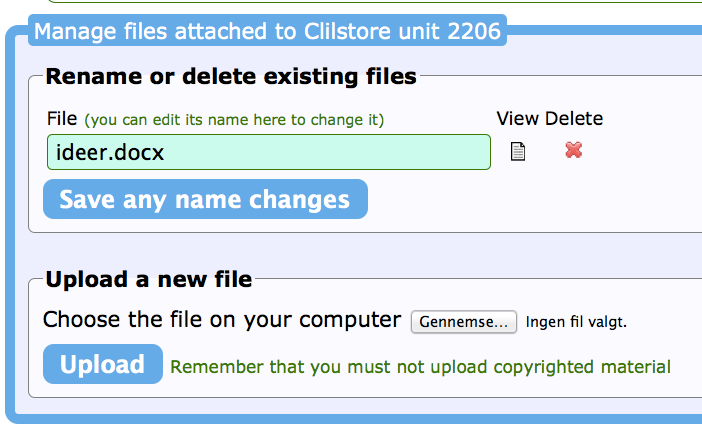 Manage files attached to Clilstore unit 2206
Rename or delete existing files
File (you can edit its name here to change it) View Delete
ideer.docx
Save any name changes
Upload a new file
Choose the file on your computer Gennemse... Ingen fil valgt.
Upload Remember that you must not upload copyrighted material